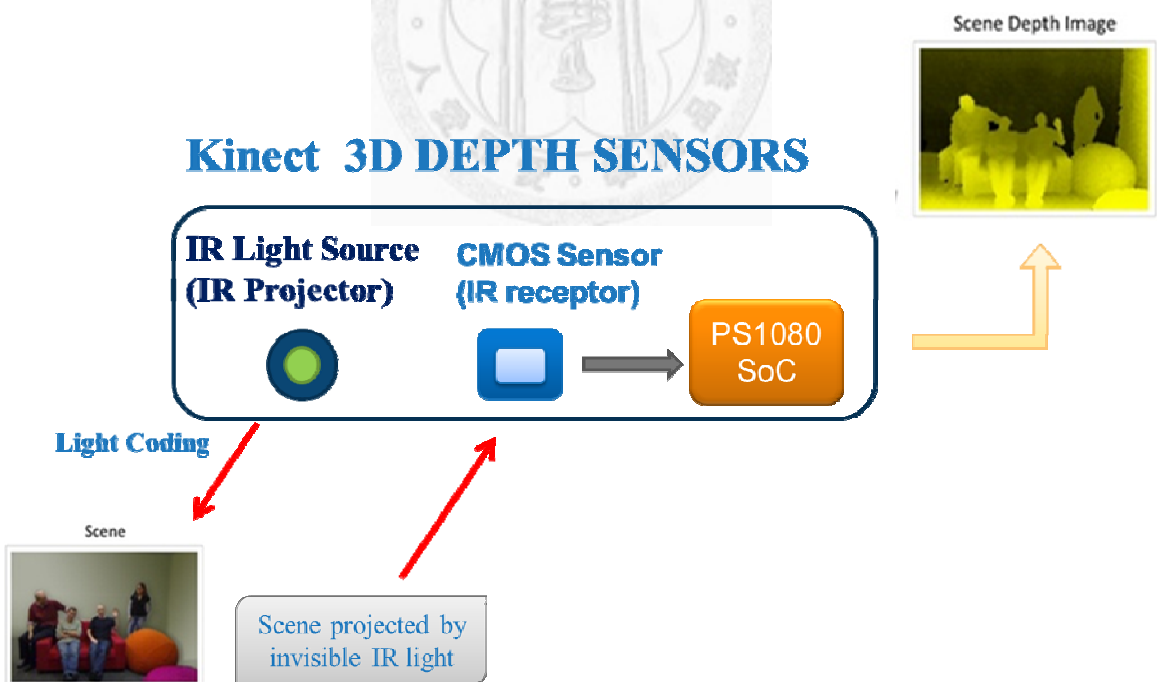 Scene Depth Image
Kinect 3D DEPTH SENSORS
IR Light Source
(IR Projector)
CMOS Sensor
(IR receptor)
PS1080
SoC
Light Coding
Scene
Scene projected by
invisible IR light